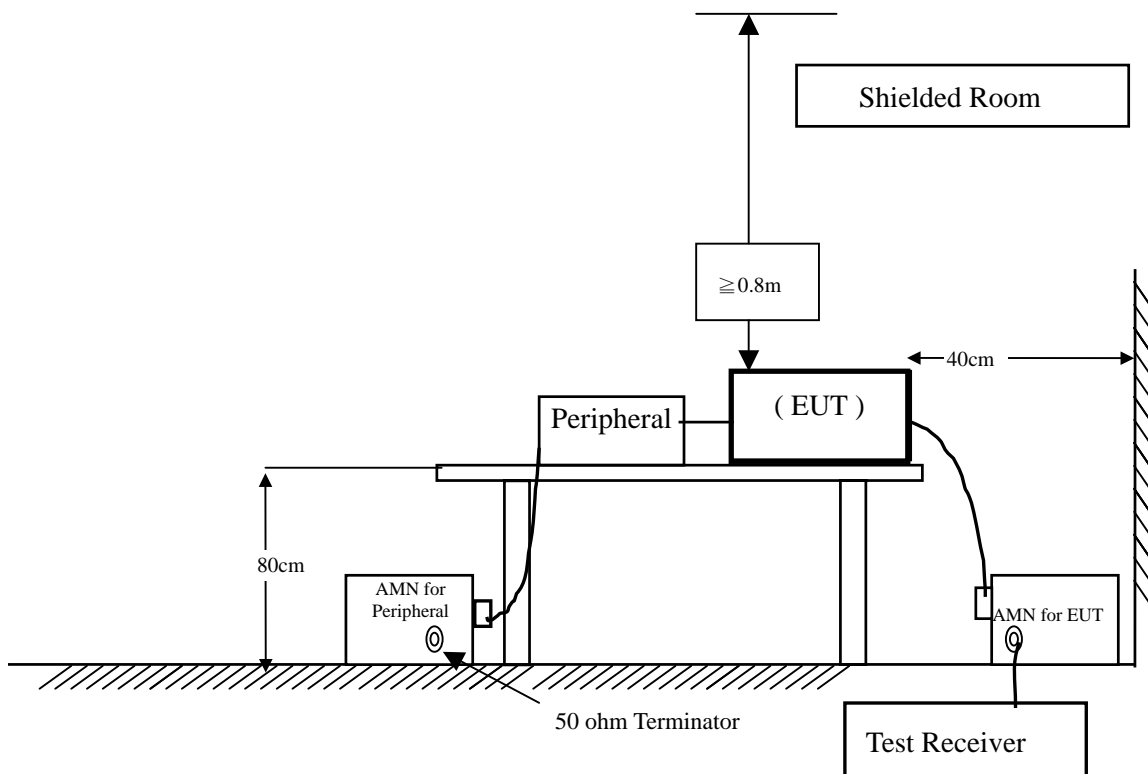 Shielded Room
≧0.8m
40cm
( EUT )
Peripheral
80cm
AMN for
Peripheral
AMN for EUT
50 ohm Terminator
Test Receiver